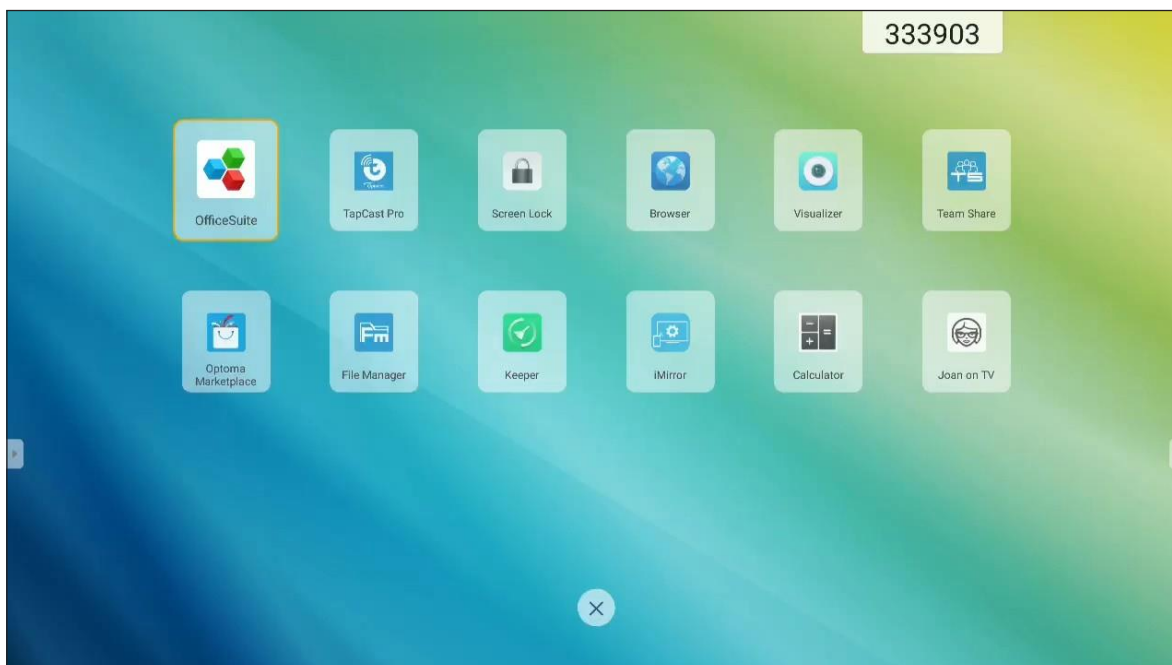 333903
OfficeSuite
TapCast Pro
Screen Lock
Browser
Visualizer
Team Share
Optoma
Marketplace
Fm
File Manager
Keeper
iMirror
Calculator
Joan on TV